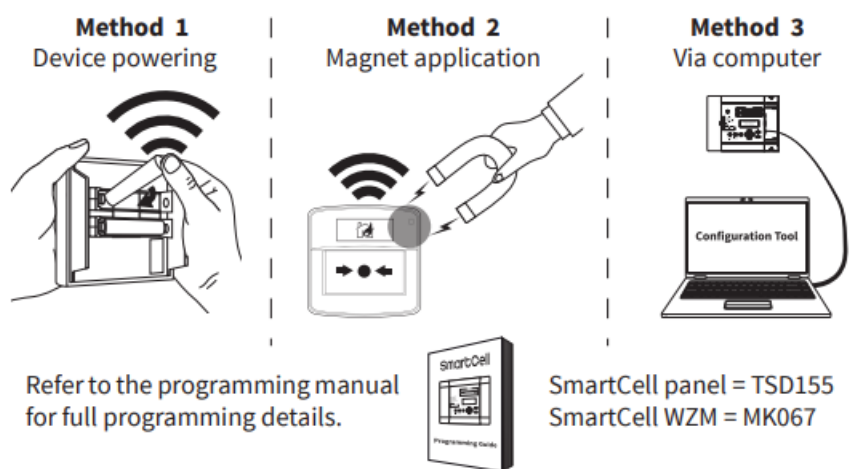 Method 1
Device powering
Method 2
Magnet application
Method 3
Via computer
Configuration Tool
Refer to the programming manual
for full programming details.
SmartCell
Programming Guide
SmartCell panel = TSD155
SmartCell WZM = MK067